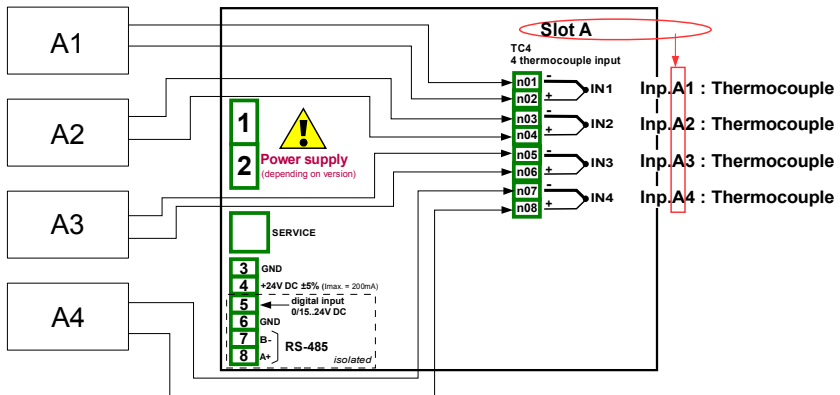 A1
A2
A3
A4
Slot A
TC4
4 thermocouple input
n01 -
n02 +
IN1
n03 -
n04 +
IN2
n05 -
n06 +
IN3
n07 -
n08 +
IN4
Inp.A1 : Thermocouple
Inp.A2 : Thermocouple
Inp.A3 : Thermocouple
Inp.A4 : Thermocouple
1
2
Power supply
(depending on version)
SERVICE
3 GND
4 +24V DC ±5% (Imax. = 200mA)
5 digital input
0/15..24V DC
6 GND
7 B-
8 A+
RS-485
isolated